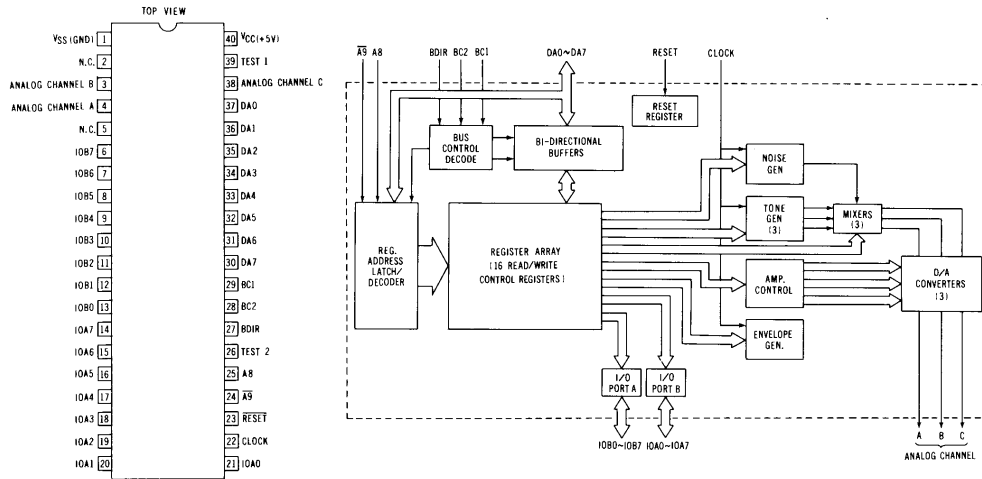 TOP VIEW
VSS (GND) 1
N.C. 2
ANALOG CHANNEL B 3
ANALOG CHANNEL A 4
N.C. 5
IOB7 6
IOB6 7
IOB5 8
IOB4 9
IOB3 10
IOB2 11
IOB1 12
IOB0 13
IOA7 14
IOA6 15
IOA5 16
IOA4 17
IOA3 18
IOA2 19
IOA1 20
40 VCC (+5V)
39 TEST 1
38 ANALOG CHANNEL C
37 DA0
36 DA1
35 DA2
34 DA3
33 DA4
32 DA5
31 DA6
30 DA7
29 BC1
28 BC2
27 BDIR
26 TEST 2
25 A8
24 A9
23 RESET
22 CLOCK
21 IOA0
A9 A8
BDIR BC2 BC1
DA0~DA7
RESET
CLOCK
RESET
REGISTER
BUS
CONTROL
DECODE
BI-DIRECTIONAL
BUFFERS
NOISE
GEN
TONE
GEN
(3)
MIXERS
(3)
REG.
ADDRESS
LATCH/
DECODER
REGISTER ARRAY
(16 READ/WRITE
CONTROL REGISTERS)
AMP.
CONTROL
D/A
CONVERTERS
(3)
ENVELOPE
GEN.
I/O
PORT A
I/O
PORT B
IOB0~IOB7
IOA0~IOA7
A B C
ANALOG CHANNEL